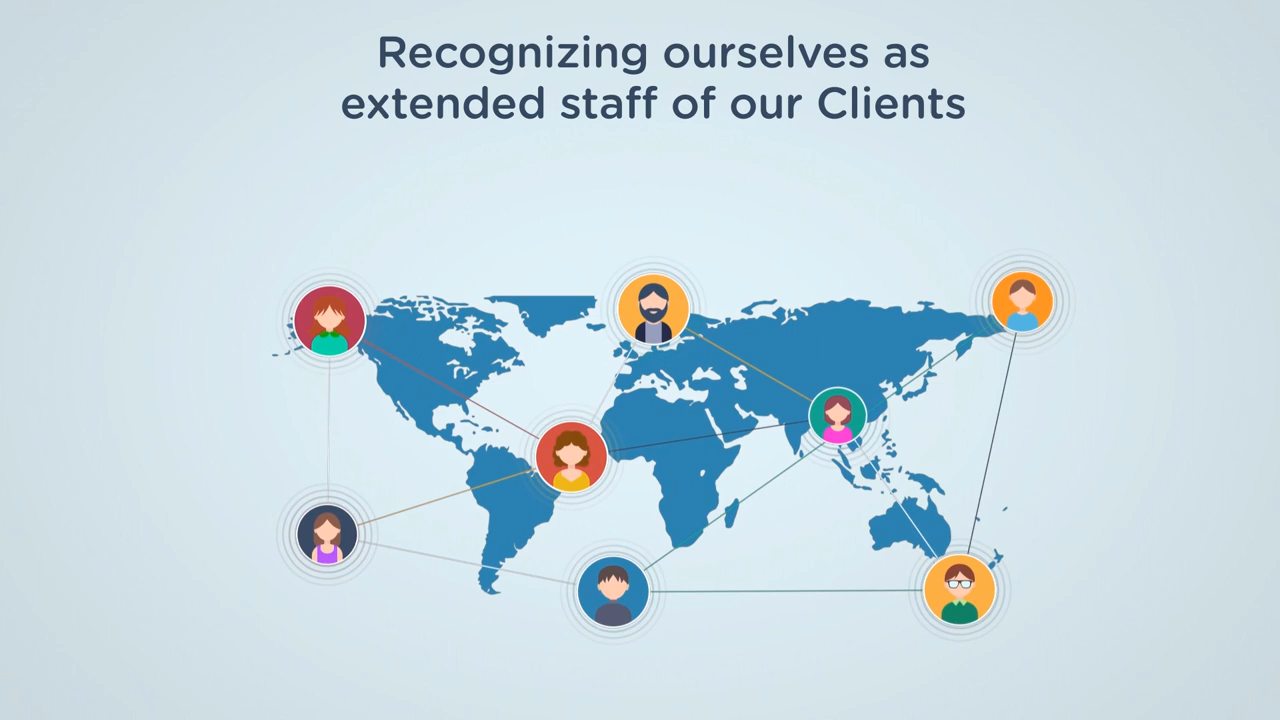 Recognizing ourselves as
extended staff of our Clients